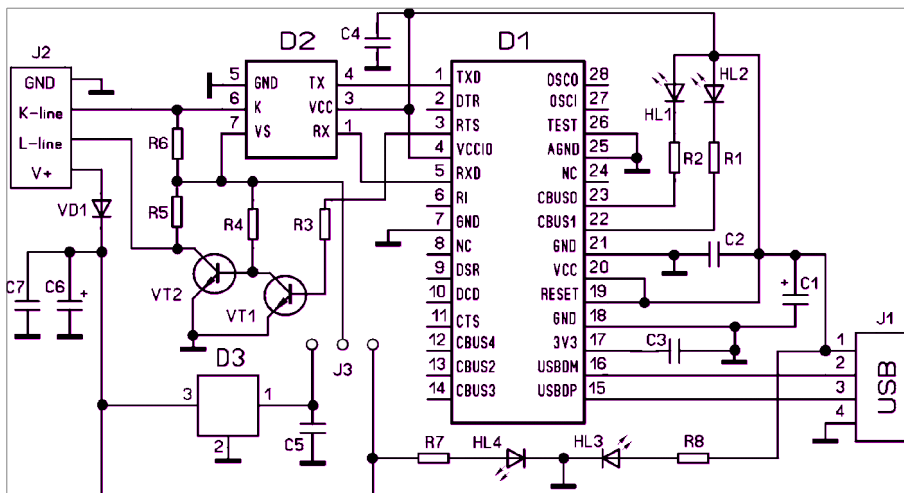 J2
GND
K-line
L-line
V+
VD1
C7
C6
+
R6
R5
R4
R3
VT2
VT1
D2
5 GND TX 4
6 K VCC 3
7 VS RX 1
C4
D1
1 TXD OSCO 28
2 DTR OSCI 27
3 RTS TEST 26
4 VCCIO AGND 25
5 RXD NC 24
6 RI CBUS0 23
7 GND CBUS1 22
8 NC GND 21
9 DSR VCC 20
10 DCD RESET 19
11 CTS GND 18
12 CBUS4 3V3 17
13 CBUS2 USBDM 16
14 CBUS3 USBDP 15
HL1
HL2
R2
R1
C2
+
C1
C3
J1
1
2
3
4
USB
D3
3
1
2
J3
C5
R7
HL4
HL3
R8